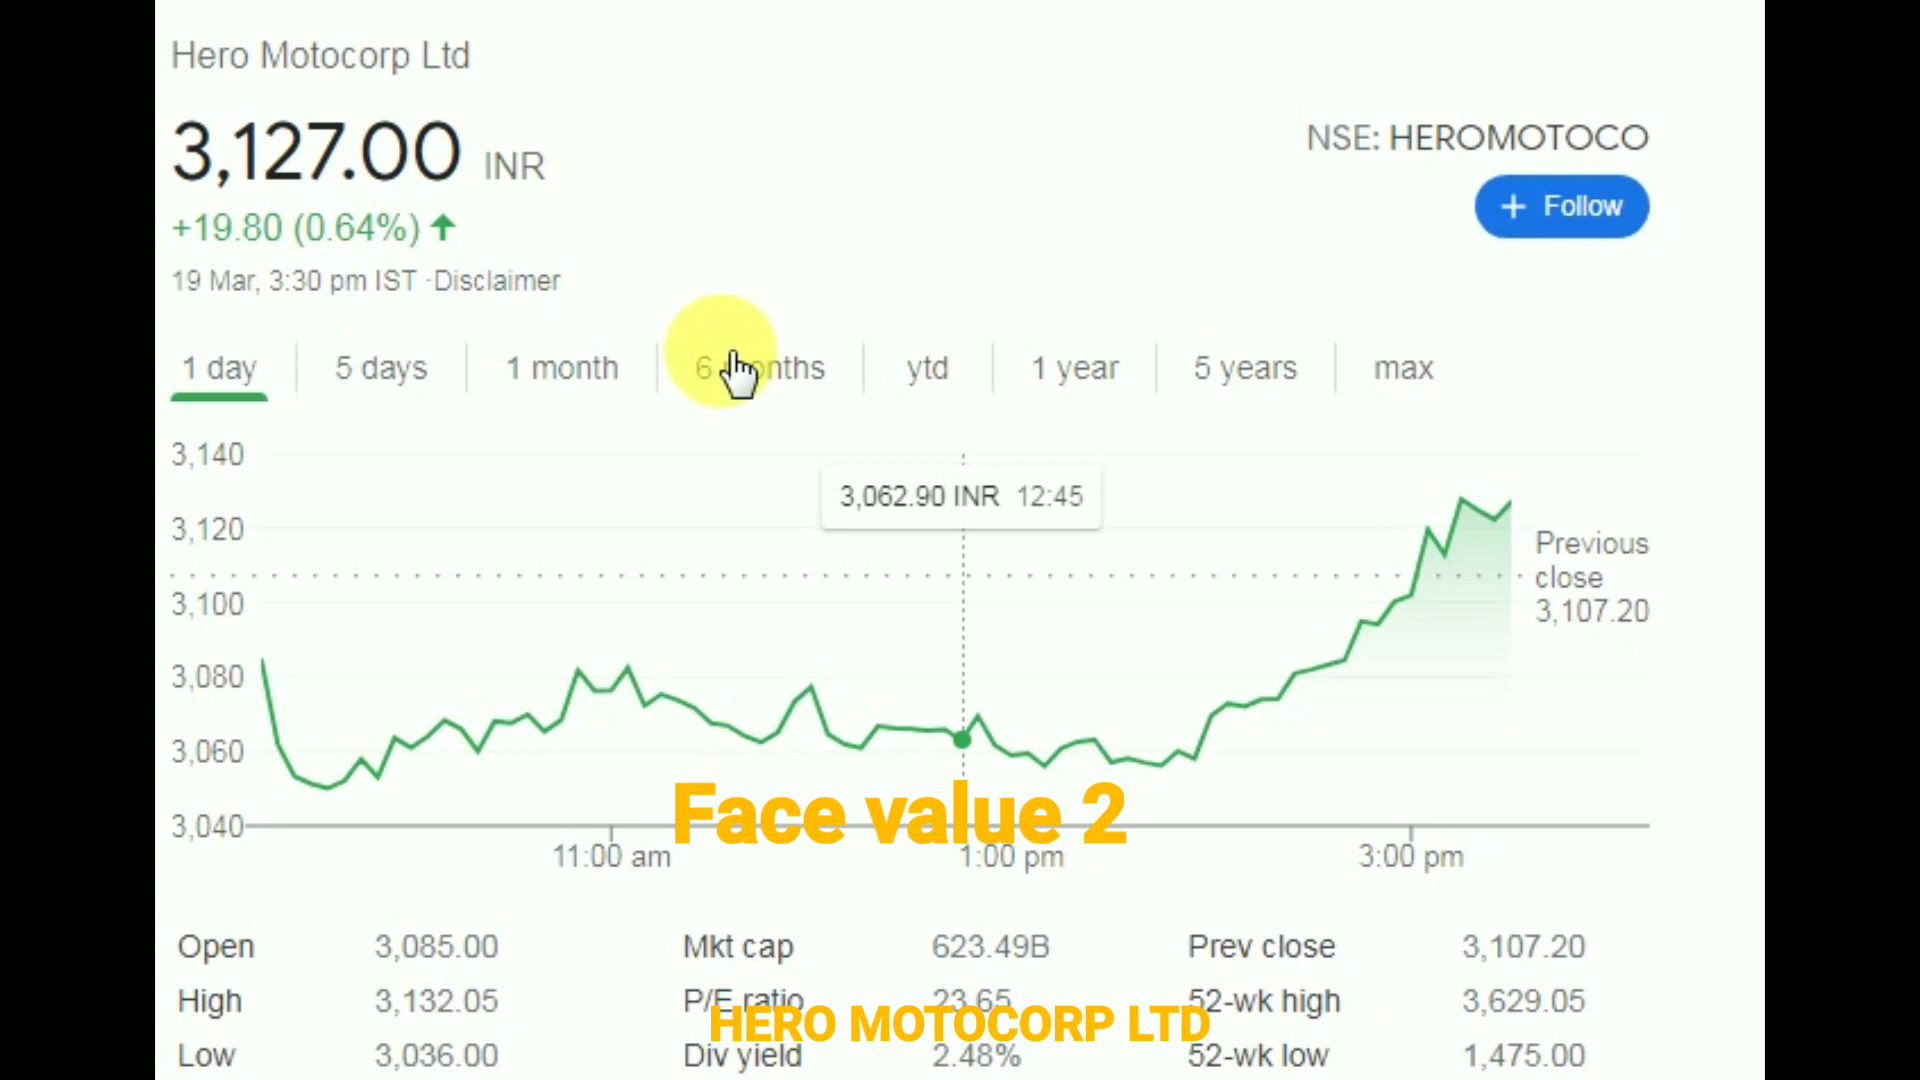 Hero Motocorp Ltd
3,127.00 INR
NSE: HEROMOTOCO
+ Follow
+19.80 (0.64%)
19 Mar, 3:30 pm IST · Disclaimer
1 day 5 days 1 month 6 months ytd 1 year 5 years max
3,140
3,062.90 INR 12:45
3,120
Previous
close
3,107.20
3,100
3,080
3,060
Face value 2
3,040
11:00 am 1:00 pm 3:00 pm
Open 3,085.00 Mkt cap 623.49B Prev close 3,107.20
High 3,132.05 P/E ratio 23.65 52-wk high 3,629.05
HERO MOTOCORP LTD
Low 3,036.00 Div yield 2.48% 52-wk low 1,475.00